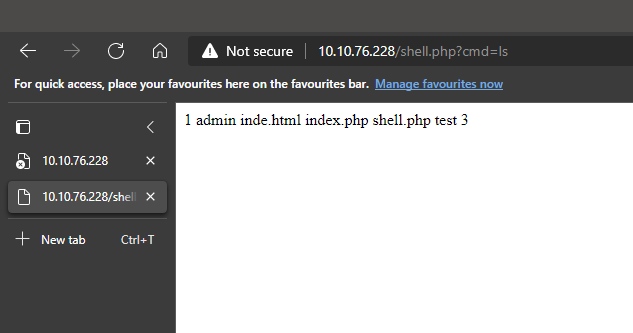 Not secure 10.10.76.228/shell.php?cmd=ls
For quick access, place your favourites here on the favourites bar. Manage favourites now
1 admin inde.html index.php shell.php test 3
10.10.76.228
10.10.76.228/shel
New tab Ctrl+T